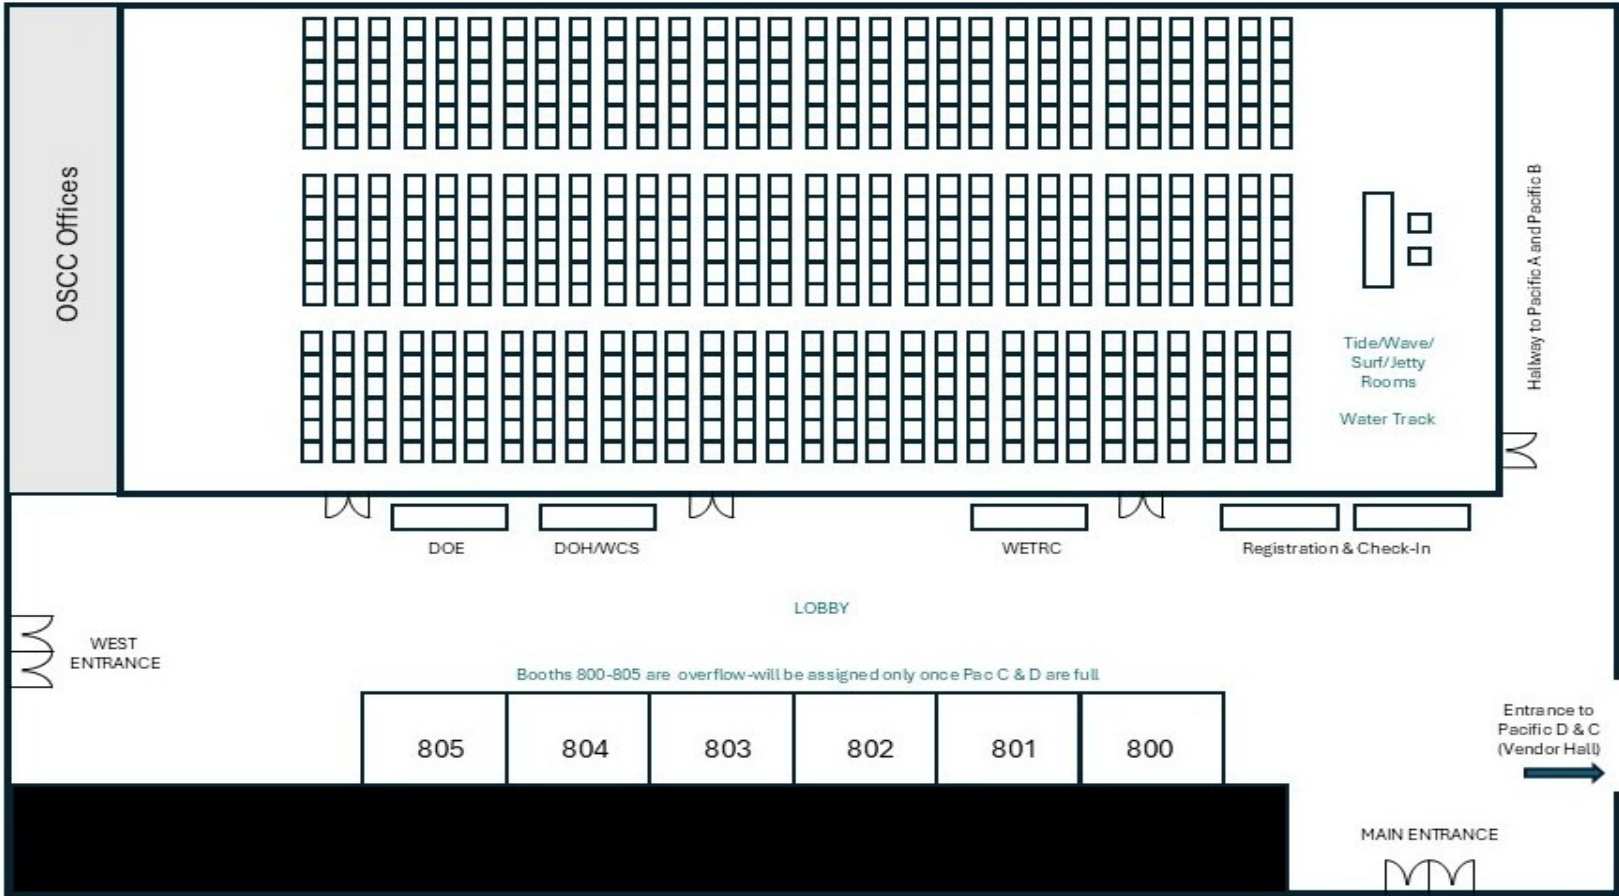 OSCC Offices
Hallway to Pacific A and Pacific B
Tide/Wave/
Surf/Jetty
Rooms
Water Track
DOE
DOH/WCS
WETRC
Registration & Check-In
LOBBY
WEST
ENTRANCE
Booths 800-805 are overflow-will be assigned only once Pac C & D are full
805
804
803
802
801
800
Entrance to
Pacific D & C
(Vendor Hall)
MAIN ENTRANCE